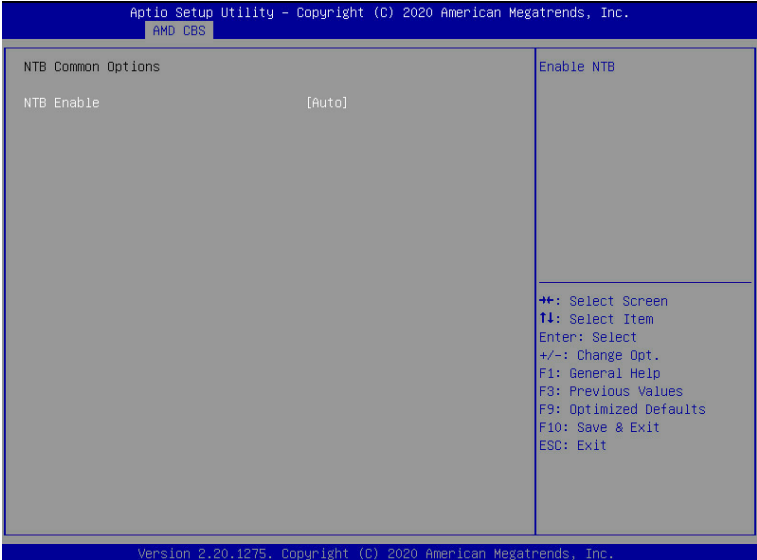 Aptio Setup Utility – Copyright (C) 2020 American Megatrends, Inc.
AMD CBS
NTB Common Options
NTB Enable [Auto]
Enable NTB
→←: Select Screen
↑↓: Select Item
Enter: Select
+/-: Change Opt.
F1: General Help
F3: Previous Values
F9: Optimized Defaults
F10: Save & Exit
ESC: Exit
Version 2.20.1275. Copyright (C) 2020 American Megatrends, Inc.